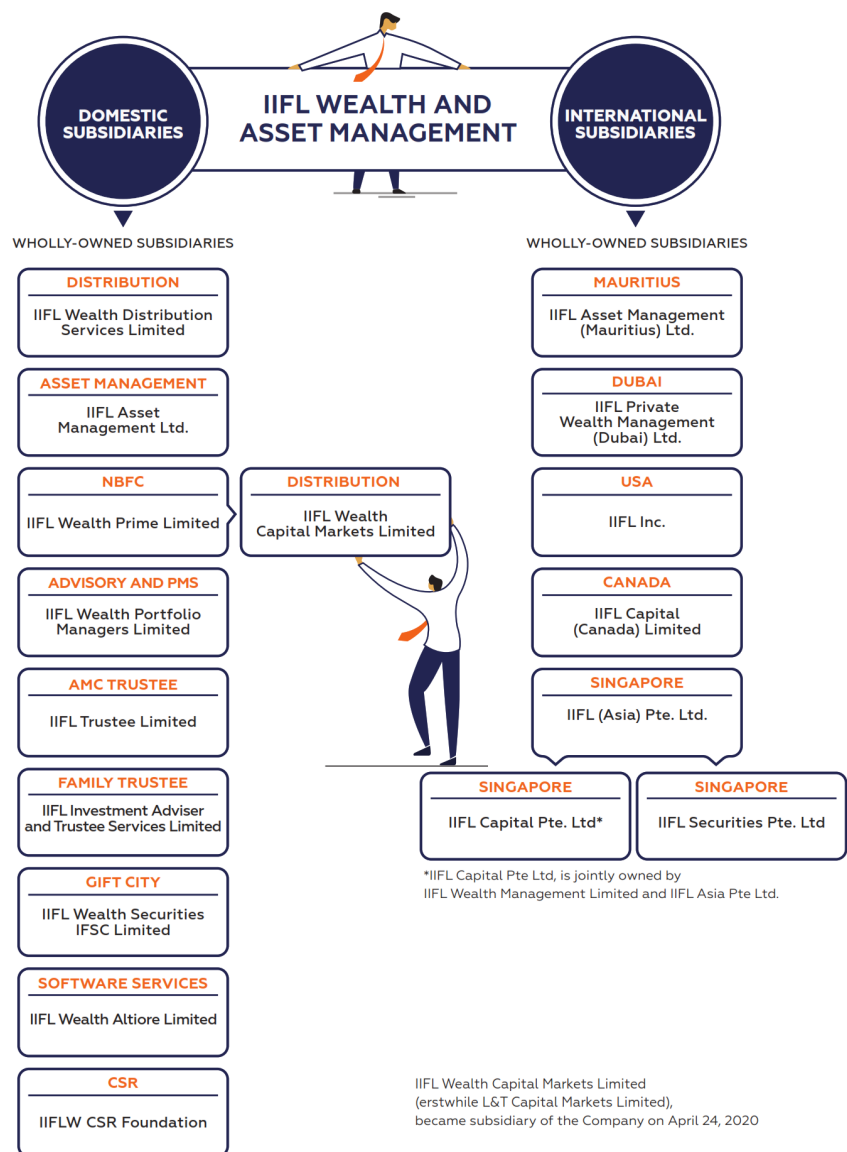 DOMESTIC
SUBSIDIARIES
IIFL WEALTH AND
ASSET MANAGEMENT
INTERNATIONAL
SUBSIDIARIES
WHOLLY-OWNED SUBSIDIARIES
DISTRIBUTION
IIFL Wealth Distribution
Services Limited
ASSET MANAGEMENT
IIFL Asset
Management Ltd.
NBFC
IIFL Wealth Prime Limited
DISTRIBUTION
IIFL Wealth
Capital Markets Limited
ADVISORY AND PMS
IIFL Wealth Portfolio
Managers Limited
AMC TRUSTEE
IIFL Trustee Limited
FAMILY TRUSTEE
IIFL Investment Adviser
and Trustee Services Limited
GIFT CITY
IIFL Wealth Securities
IFSC Limited
SOFTWARE SERVICES
IIFL Wealth Altiore Limited
CSR
IIFLW CSR Foundation
WHOLLY-OWNED SUBSIDIARIES
MAURITIUS
IIFL Asset Management
(Mauritius) Ltd.
DUBAI
IIFL Private
Wealth Management
(Dubai) Ltd.
USA
IIFL Inc.
CANADA
IIFL Capital
(Canada) Limited
SINGAPORE
IIFL (Asia) Pte. Ltd.
SINGAPORE
IIFL Capital Pte. Ltd*
SINGAPORE
IIFL Securities Pte. Ltd
*IIFL Capital Pte Ltd, is jointly owned by
IIFL Wealth Management Limited and IIFL Asia Pte Ltd.
IIFL Wealth Capital Markets Limited
(erstwhile L&T Capital Markets Limited),
became subsidiary of the Company on April 24, 2020